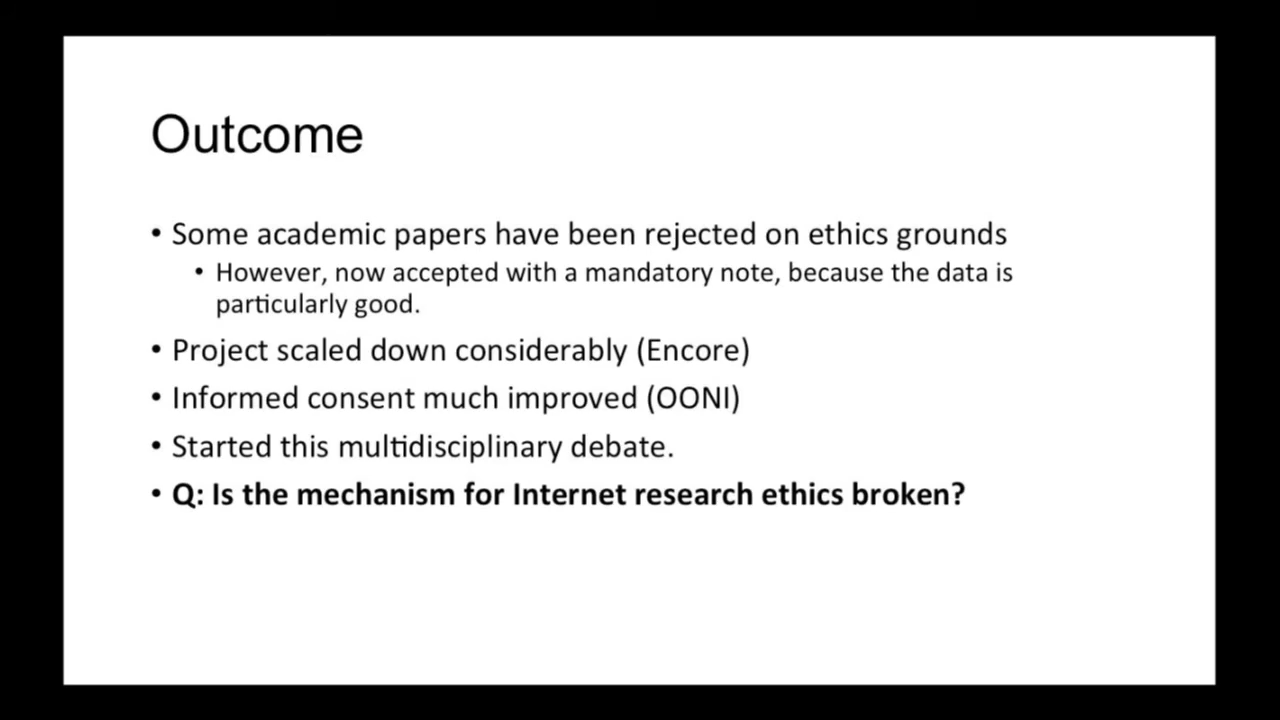 Outcome
• Some academic papers have been rejected on ethics grounds
• However, now accepted with a mandatory note, because the data is
particularly good.
• Project scaled down considerably (Encore)
• Informed consent much improved (OONI)
• Started this multidisciplinary debate.
• Q: Is the mechanism for Internet research ethics broken?